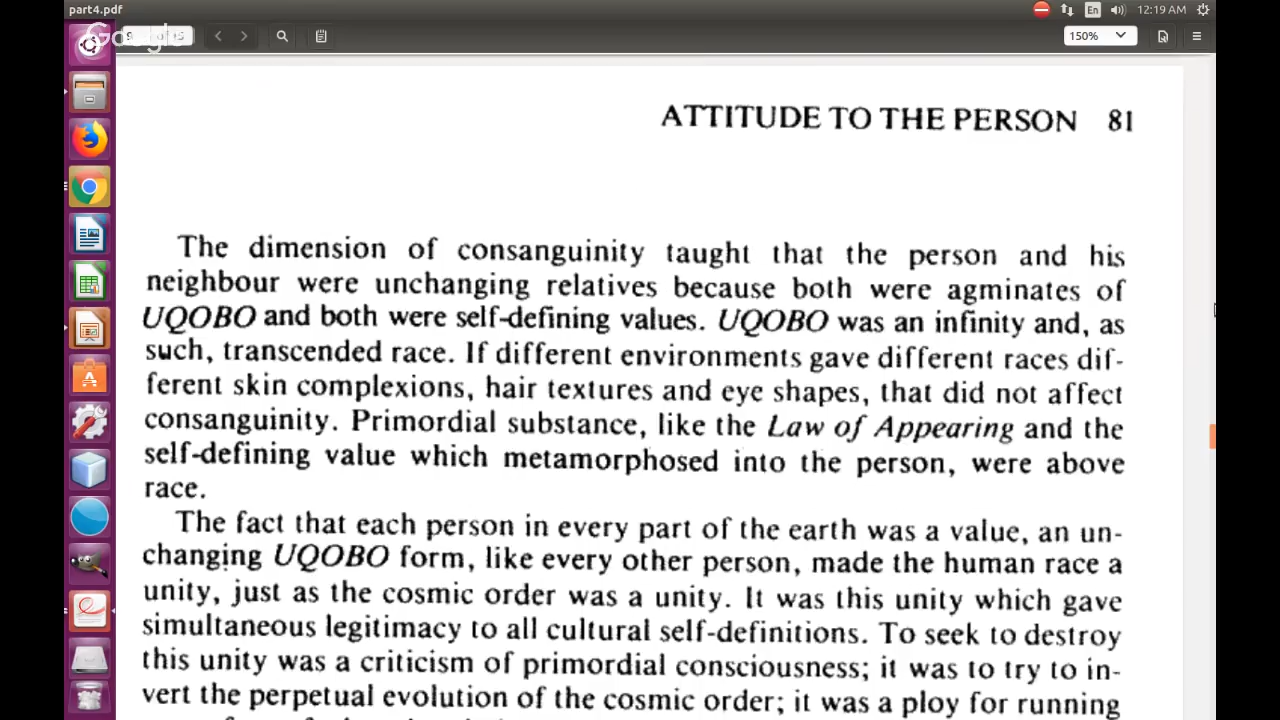 part4.pdf
En
12:19 AM
Google
150%
ATTITUDE TO THE PERSON 81
The dimension of consanguinity taught that the person and his
neighbour were unchanging relatives because both were agminates of
UQOBO and both were self-defining values. UQOBO was an infinity and, as
such, transcended race. If different environments gave different races dif-
ferent skin complexions, hair textures and eye shapes, that did not affect
consanguinity. Primordial substance, like the Law of Appearing and the
self-defining value which metamorphosed into the person, were above
race.
The fact that each person in every part of the earth was a value, an un-
changing UQOBO form, like every other person, made the human race a
unity, just as the cosmic order was a unity. It was this unity which gave
simultaneous legitimacy to all cultural self-definitions. To seek to destroy
this unity was a criticism of primordial consciousness; it was to try to in-
vert the perpetual evolution of the cosmic order; it was a ploy for running